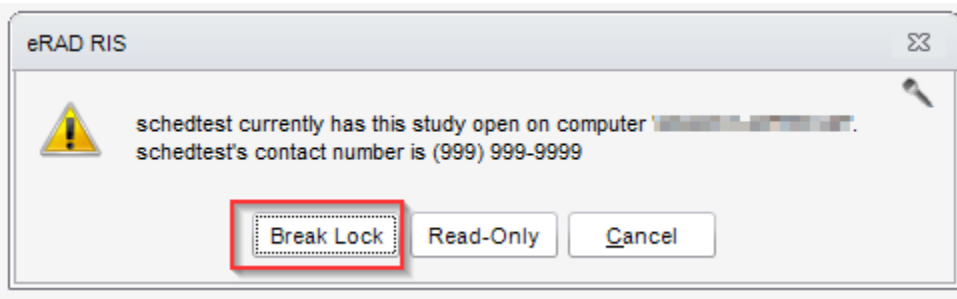 eRAD RIS
schedtest currently has this study open on computer '
schedtest's contact number is (999) 999-9999
Break Lock
Read-Only
Cancel